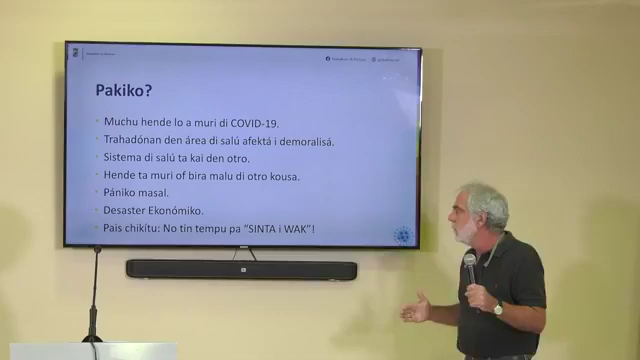 Pakiko?
Muchu hende lo a muri di COVID-19.
Trahadónan den área di salú afektá i demoralisá.
Sistema di salú ta kai den otro.
Hende ta muri of bira malu di otro kousa.
Pániko masal.
Desaster Ekonómiko.
Pais chikitu: No tin tempu pa "SINTA i WAK"!